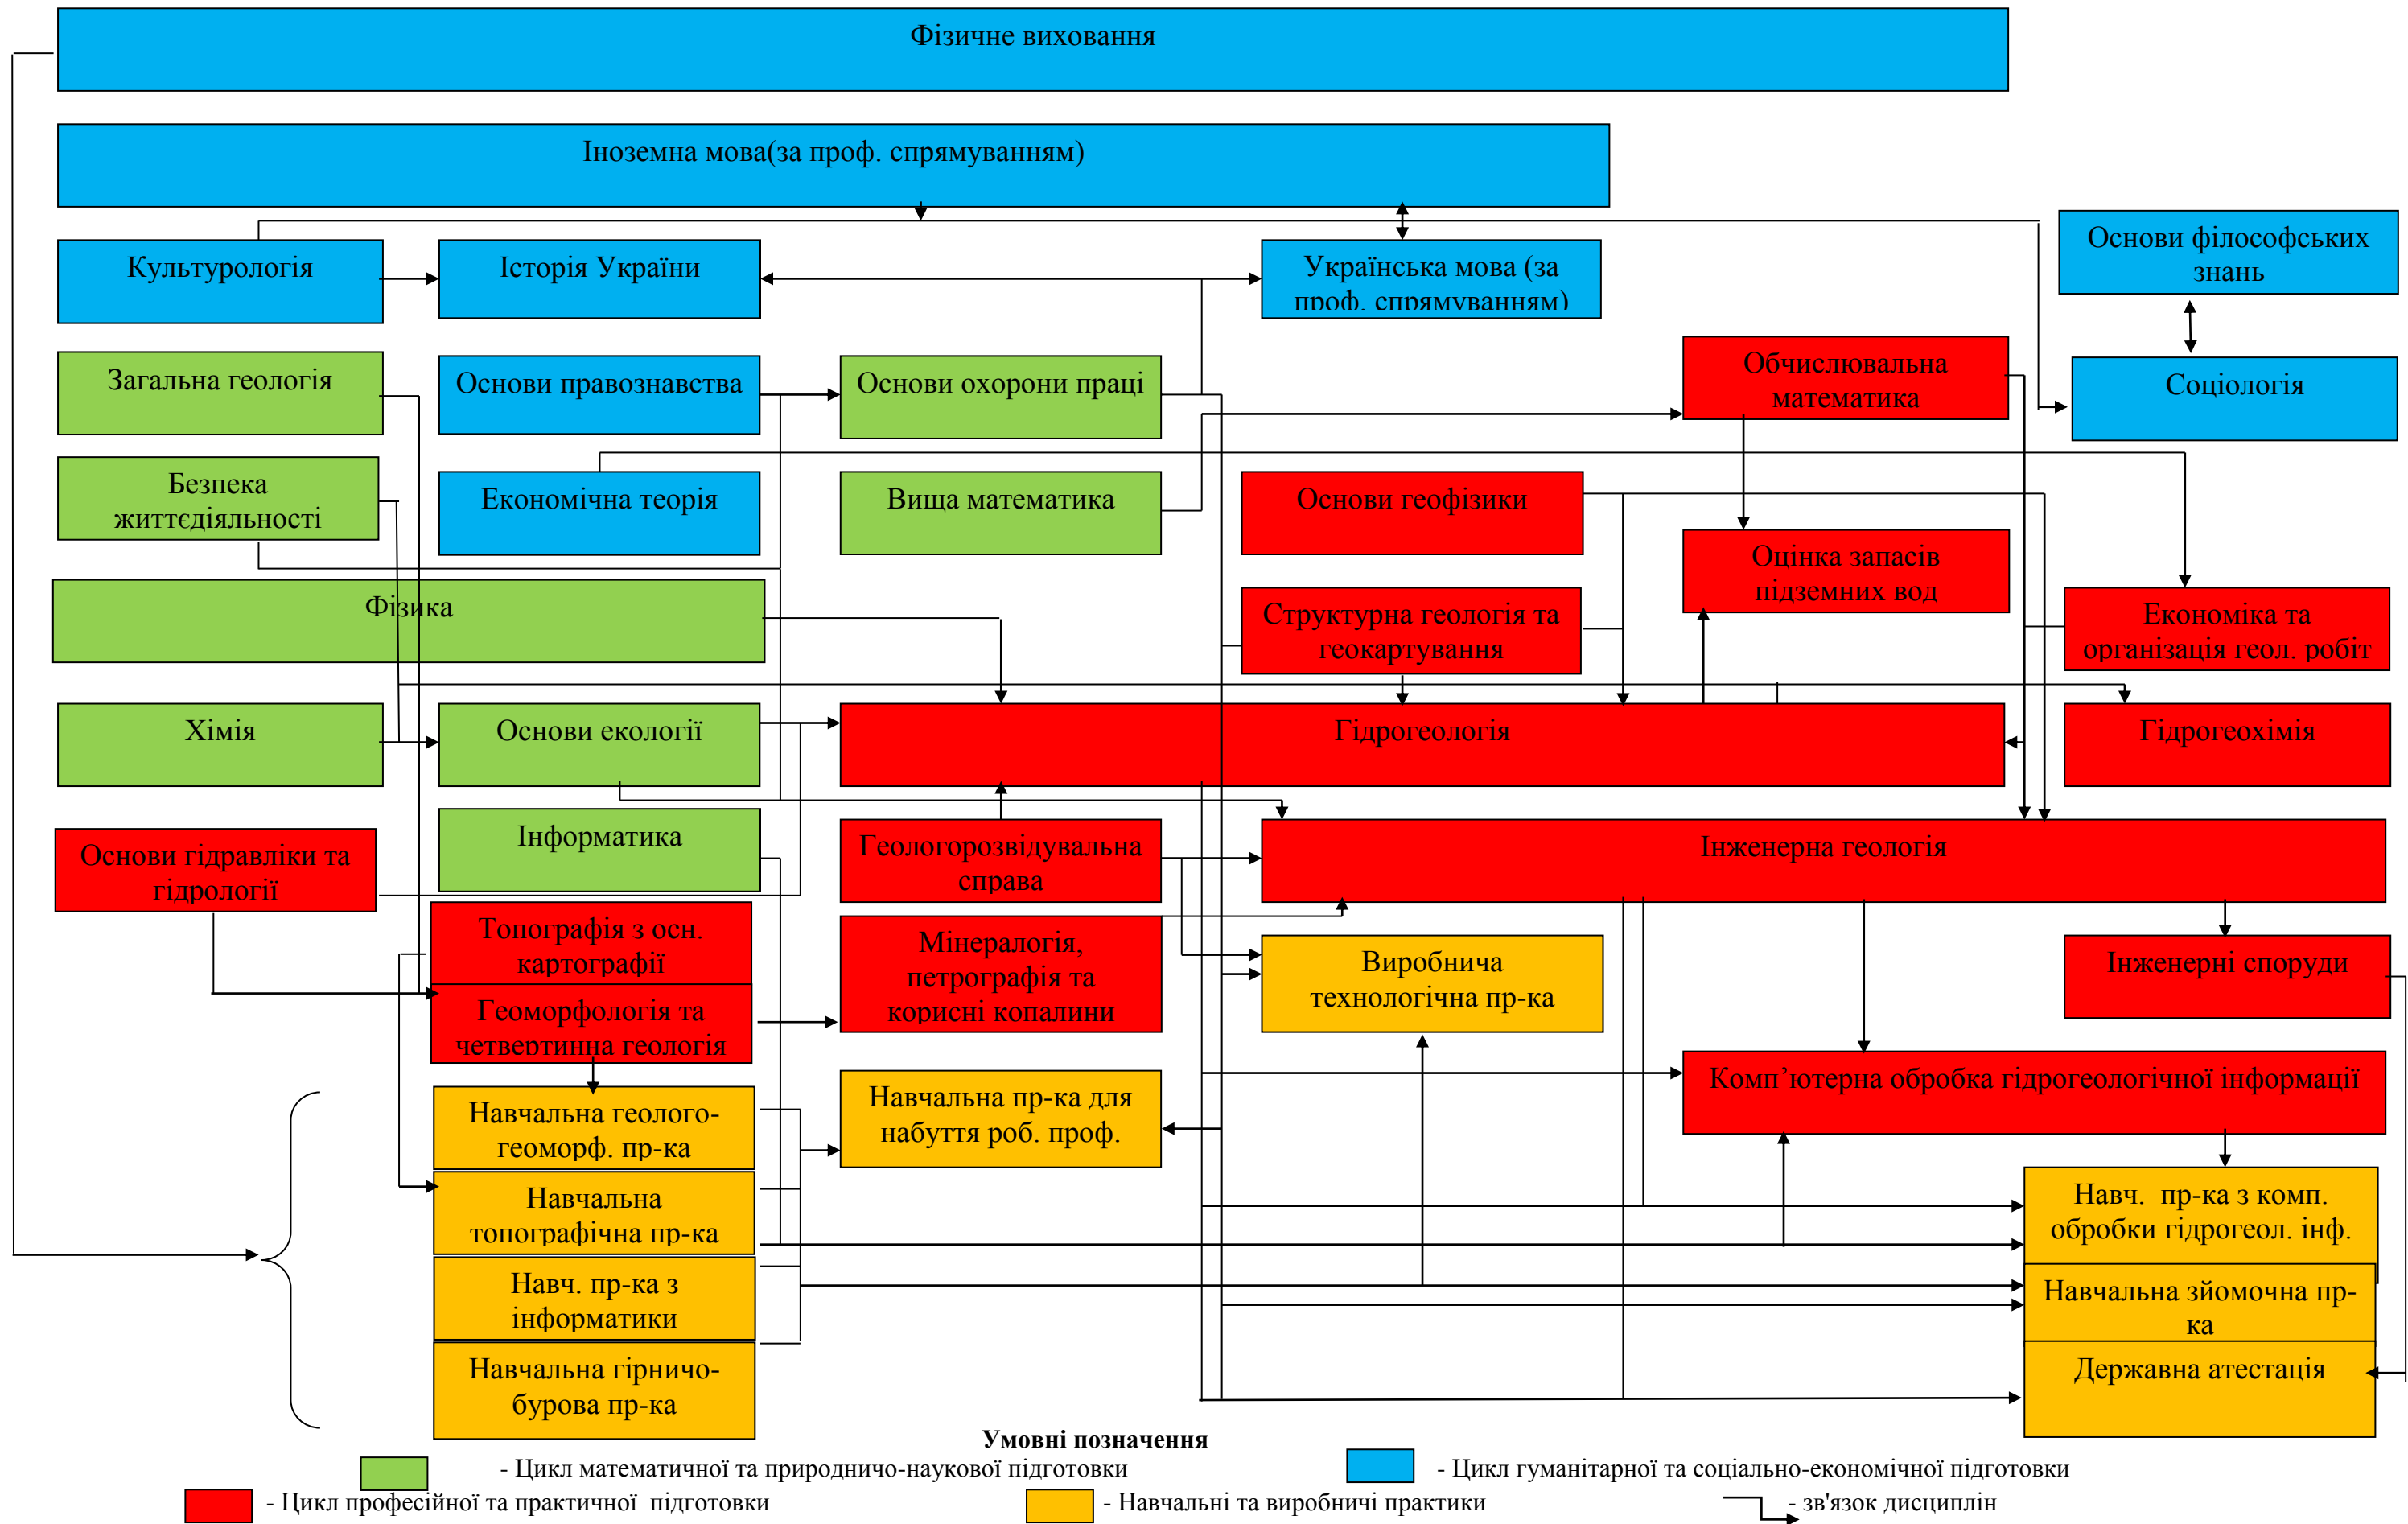 Фізичне виховання
Іноземна мова(за проф. спрямуванням)
Культурологія
Історія України
Українська мова (за
проф. спрямуванням)
Основи філософських
знань
Загальна геологія
Основи правознавства
Основи охорони праці
Обчислювальна
математика
Соціологія
Безпека
життєдіяльності
Економічна теорія
Вища математика
Основи геофізики
Оцінка запасів
підземних вод
Фізика
Структурна геологія та
геокартування
Економіка та
організація геол. робіт
Хімія
Основи екології
Гідрогеологія
Гідрогеохімія
Основи гідравліки та
гідрології
Інформатика
Геологорозвідувальна
справа
Інженерна геологія
Топографія з осн.
картографії
Мінералогія,
петрографія та
корисні копалини
Виробнича
технологічна пр-ка
Інженерні споруди
Геоморфологія та
четвертинна геологія
Комп’ютерна обробка гідрогеологічної інформації
Навчальна геолого-
геоморф. пр-ка
Навчальна пр-ка для
набуття роб. проф.
Навчальна
топографічна пр-ка
Навч. пр-ка з комп.
обробки гідрогеол. інф.
Навч. пр-ка з
інформатики
Навчальна зйомочна пр-
ка
Навчальна гірничо-
бурова пр-ка
Державна атестація
Умовні позначення
- Цикл математичної та природничо-наукової підготовки
- Цикл гуманітарної та соціально-економічної підготовки
- Цикл професійної та практичної підготовки
- Навчальні та виробничі практики
- зв'язок дисциплін